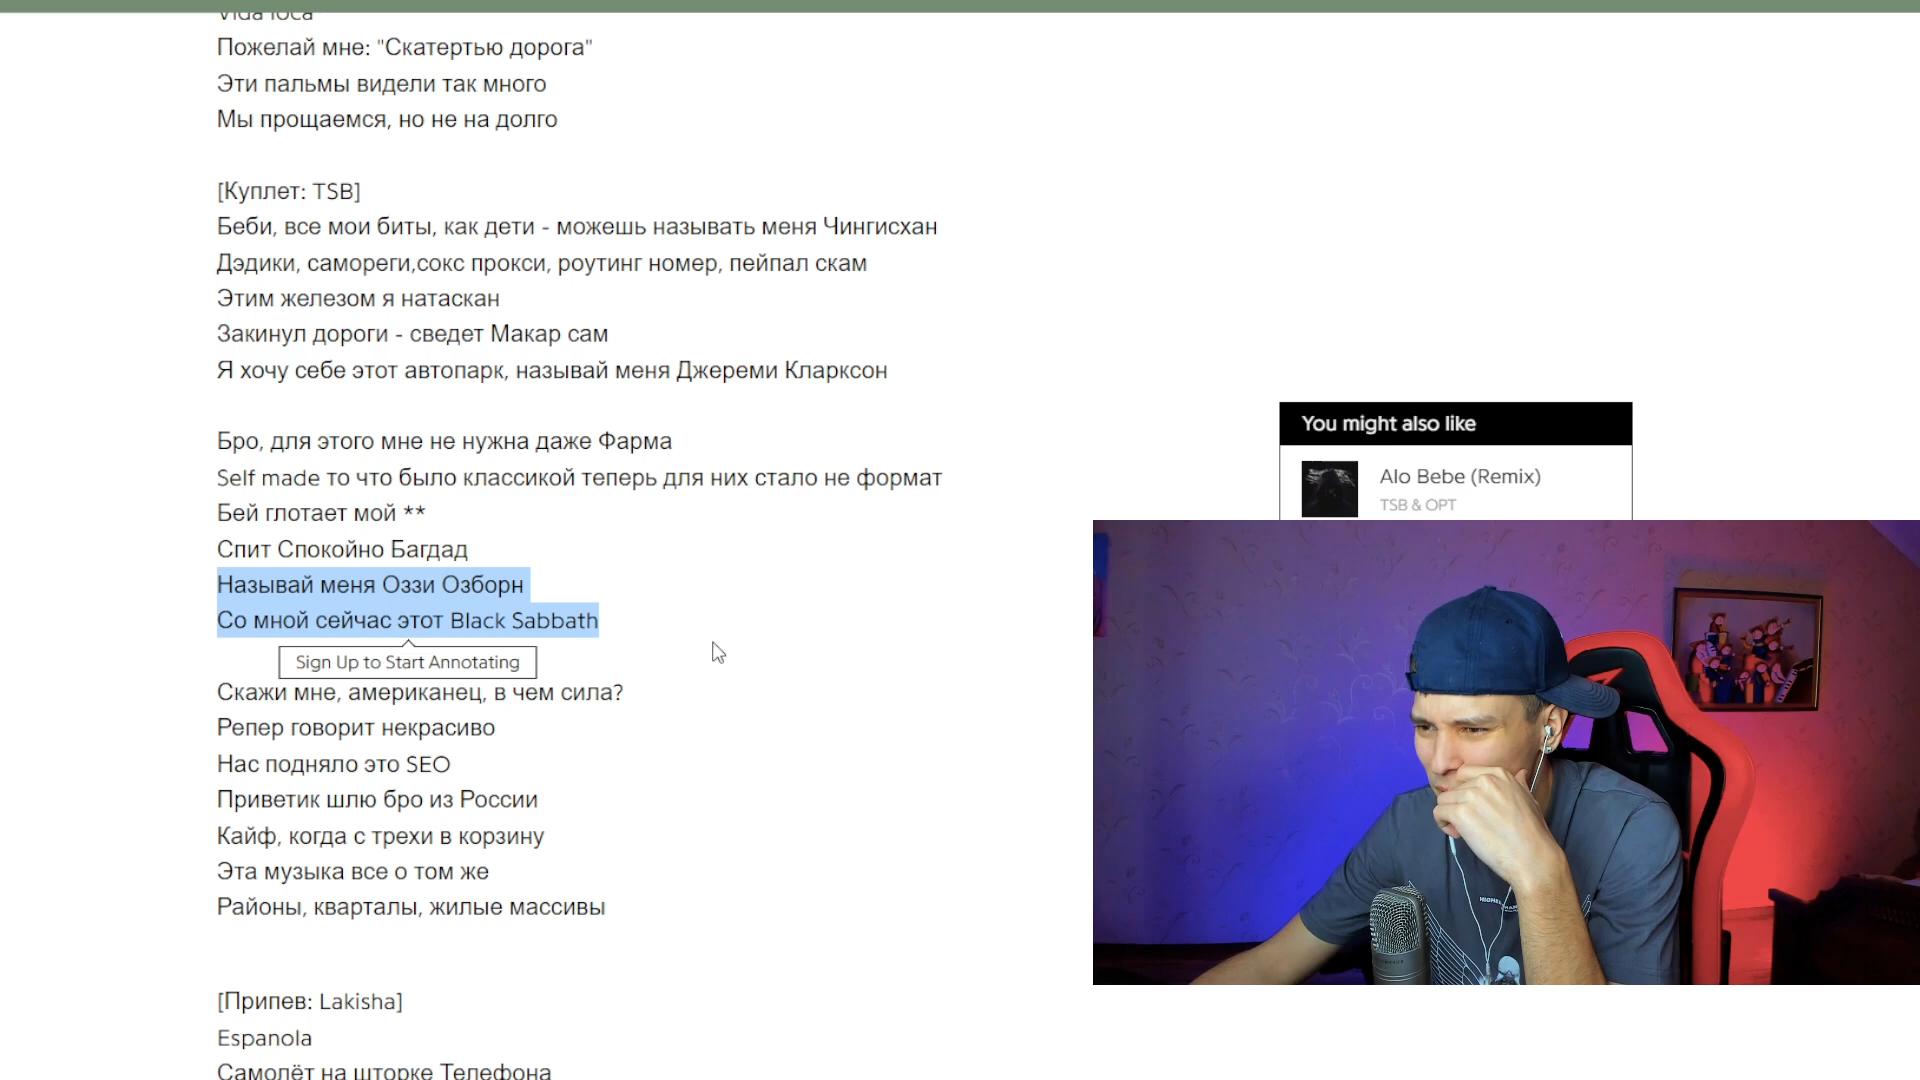 Vida loca
Пожелай мне: "Скатертью дорога"
Эти пальмы видели так много
Мы прощаемся, но не на долго
[Куплет: TSB]
Беби, все мои биты, как дети - можешь называть меня Чингисхан
Дэдики, самореги,сокс прокси, роутинг номер, пейпал скам
Этим железом я натаскан
Закинул дороги - сведет Макар сам
Я хочу себе этот автопарк, называй меня Джереми Кларксон
Бро, для этого мне не нужна даже Фарма
Self made то что было классикой теперь для них стало не формат
Бей глотает мой **
Спит Спокойно Багдад
Называй меня Оззи Озборн
Со мной сейчас этот Black Sabbath
Sign Up to Start Annotating
Скажи мне, американец, в чем сила?
Репер говорит некрасиво
Нас подняло это SEO
Приветик шлю бро из России
Кайф, когда с трехи в корзину
Эта музыка все о том же
Районы, кварталы, жилые массивы
[Припев: Lakisha]
Espanola
Самолёт на шторке Телефона
You might also like
Alo Bebe (Remix)
TSB & OPT